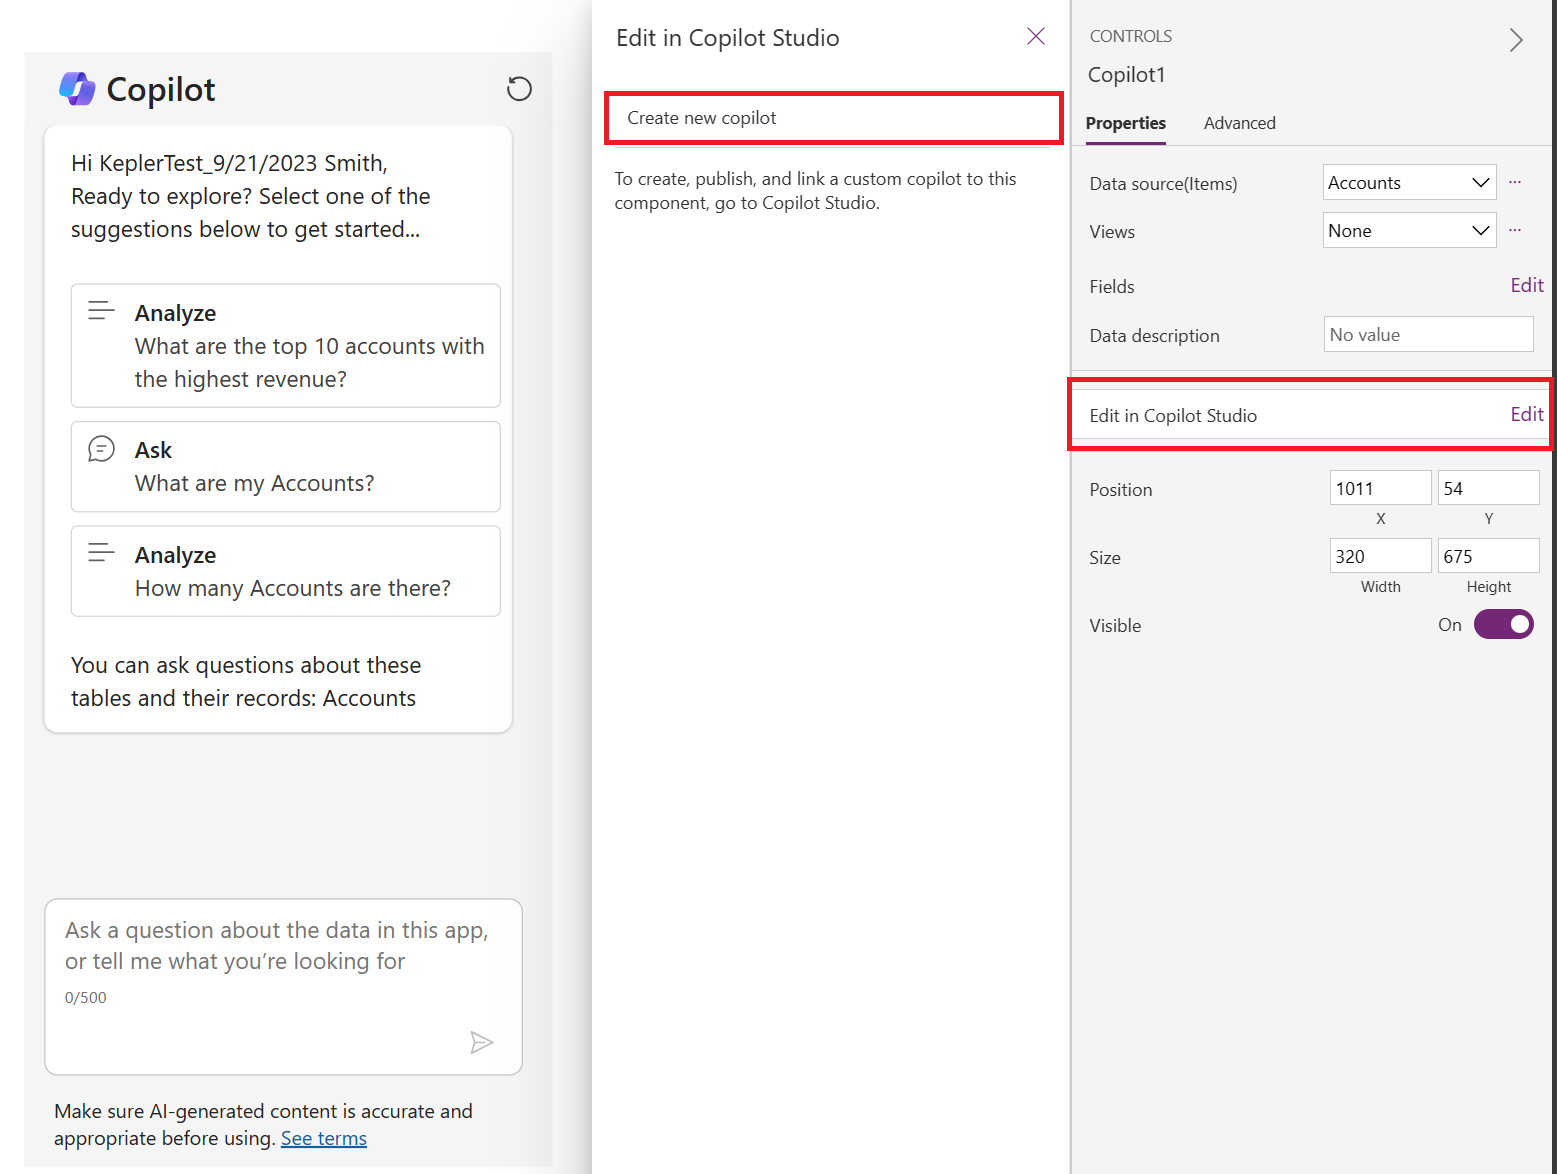 Copilot
Hi KeplerTest_9/21/2023 Smith,
Ready to explore? Select one of the
suggestions below to get started...
Analyze
What are the top 10 accounts with
the highest revenue?
Ask
What are my Accounts?
Analyze
How many Accounts are there?
You can ask questions about these
tables and their records: Accounts
Ask a question about the data in this app,
or tell me what you’re looking for
0/500
Make sure AI-generated content is accurate and
appropriate before using. See terms
Edit in Copilot Studio
Create new copilot
To create, publish, and link a custom copilot to this
component, go to Copilot Studio.
CONTROLS
Copilot1
Properties Advanced
Data source(Items) Accounts ...
Views None ...
Fields Edit
Data description No value
Edit in Copilot Studio Edit
Position 1011 54
X Y
Size 320 675
Width Height
Visible On